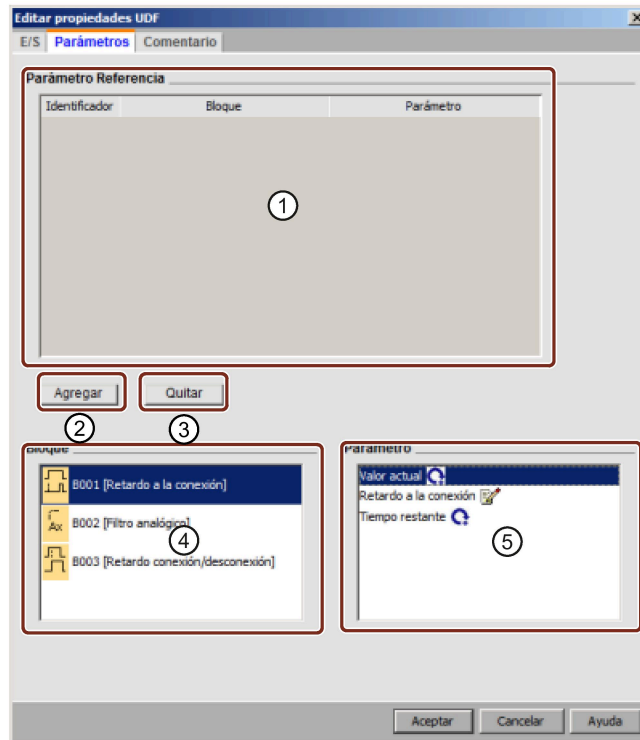 Editar propiedades UDF
E/S Parámetros Comentario
Parámetro Referencia
Identificador Bloque Parámetro
1
Agregar Quitar
2 3
Bloque
B001 [Retardo a la conexión]
B002 [Filtro analógico]
4
B003 [Retardo conexión/desconexión]
Parámetro
Valor actual
Retardo a la conexión
Tiempo restante
5
Aceptar Cancelar Ayuda